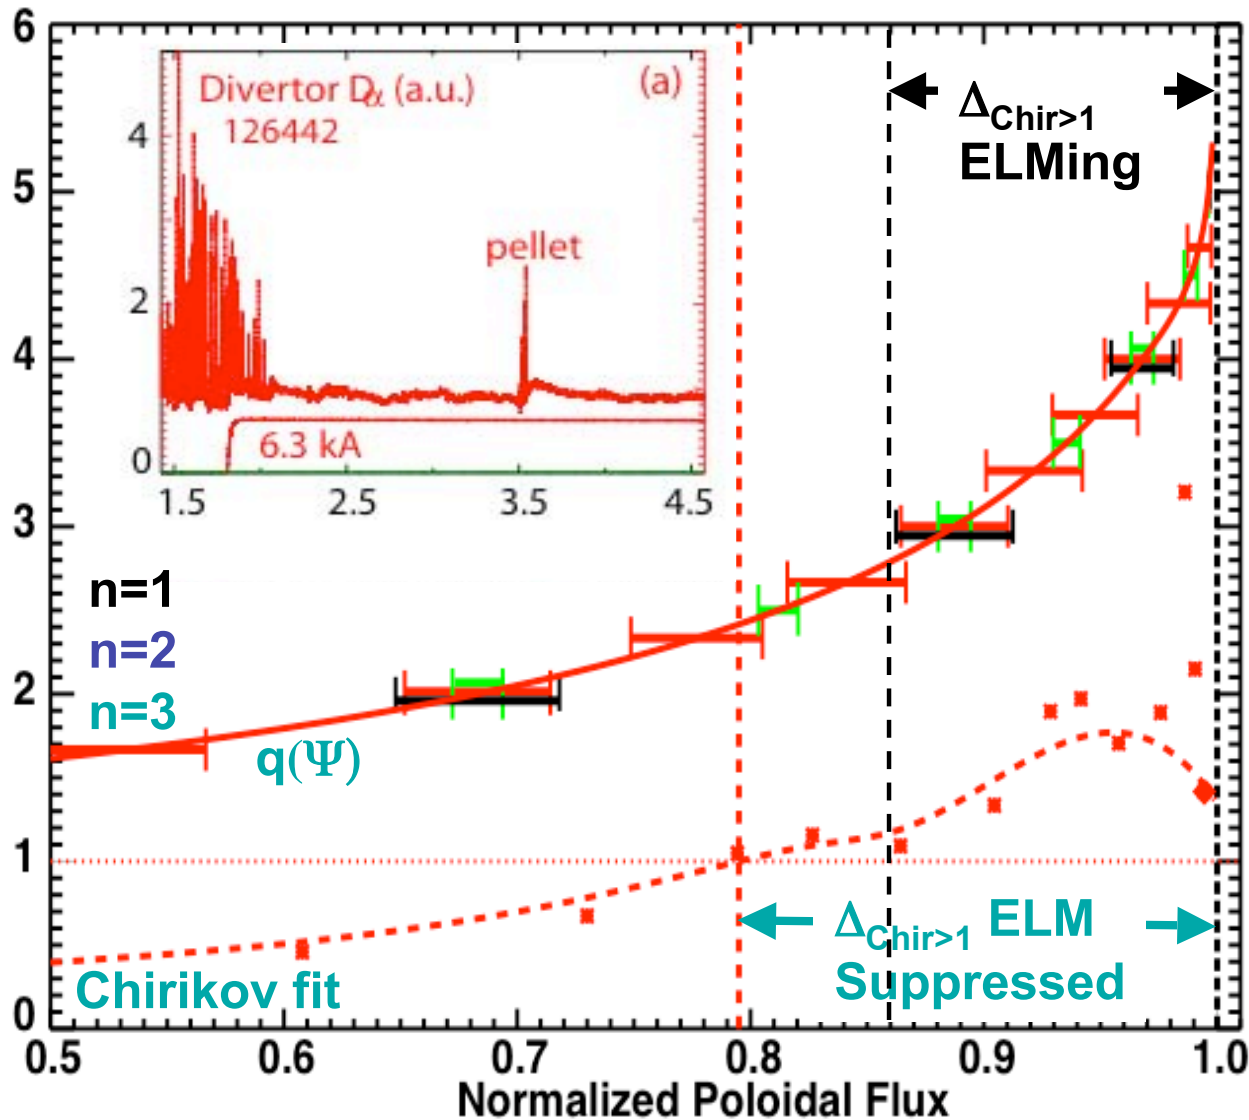 6
5
4
3
2
1
0
0.5
0.6
0.7
0.8
0.9
1.0
Normalized Poloidal Flux
Divertor Dα (a.u.)
126442
(a)
4
2
0
pellet
6.3 kA
1.5
2.5
3.5
4.5
ΔChir>1
ELMing
n=1
n=2
n=3
q(Ψ)
ΔChir>1 ELM
Suppressed
Chirikov fit